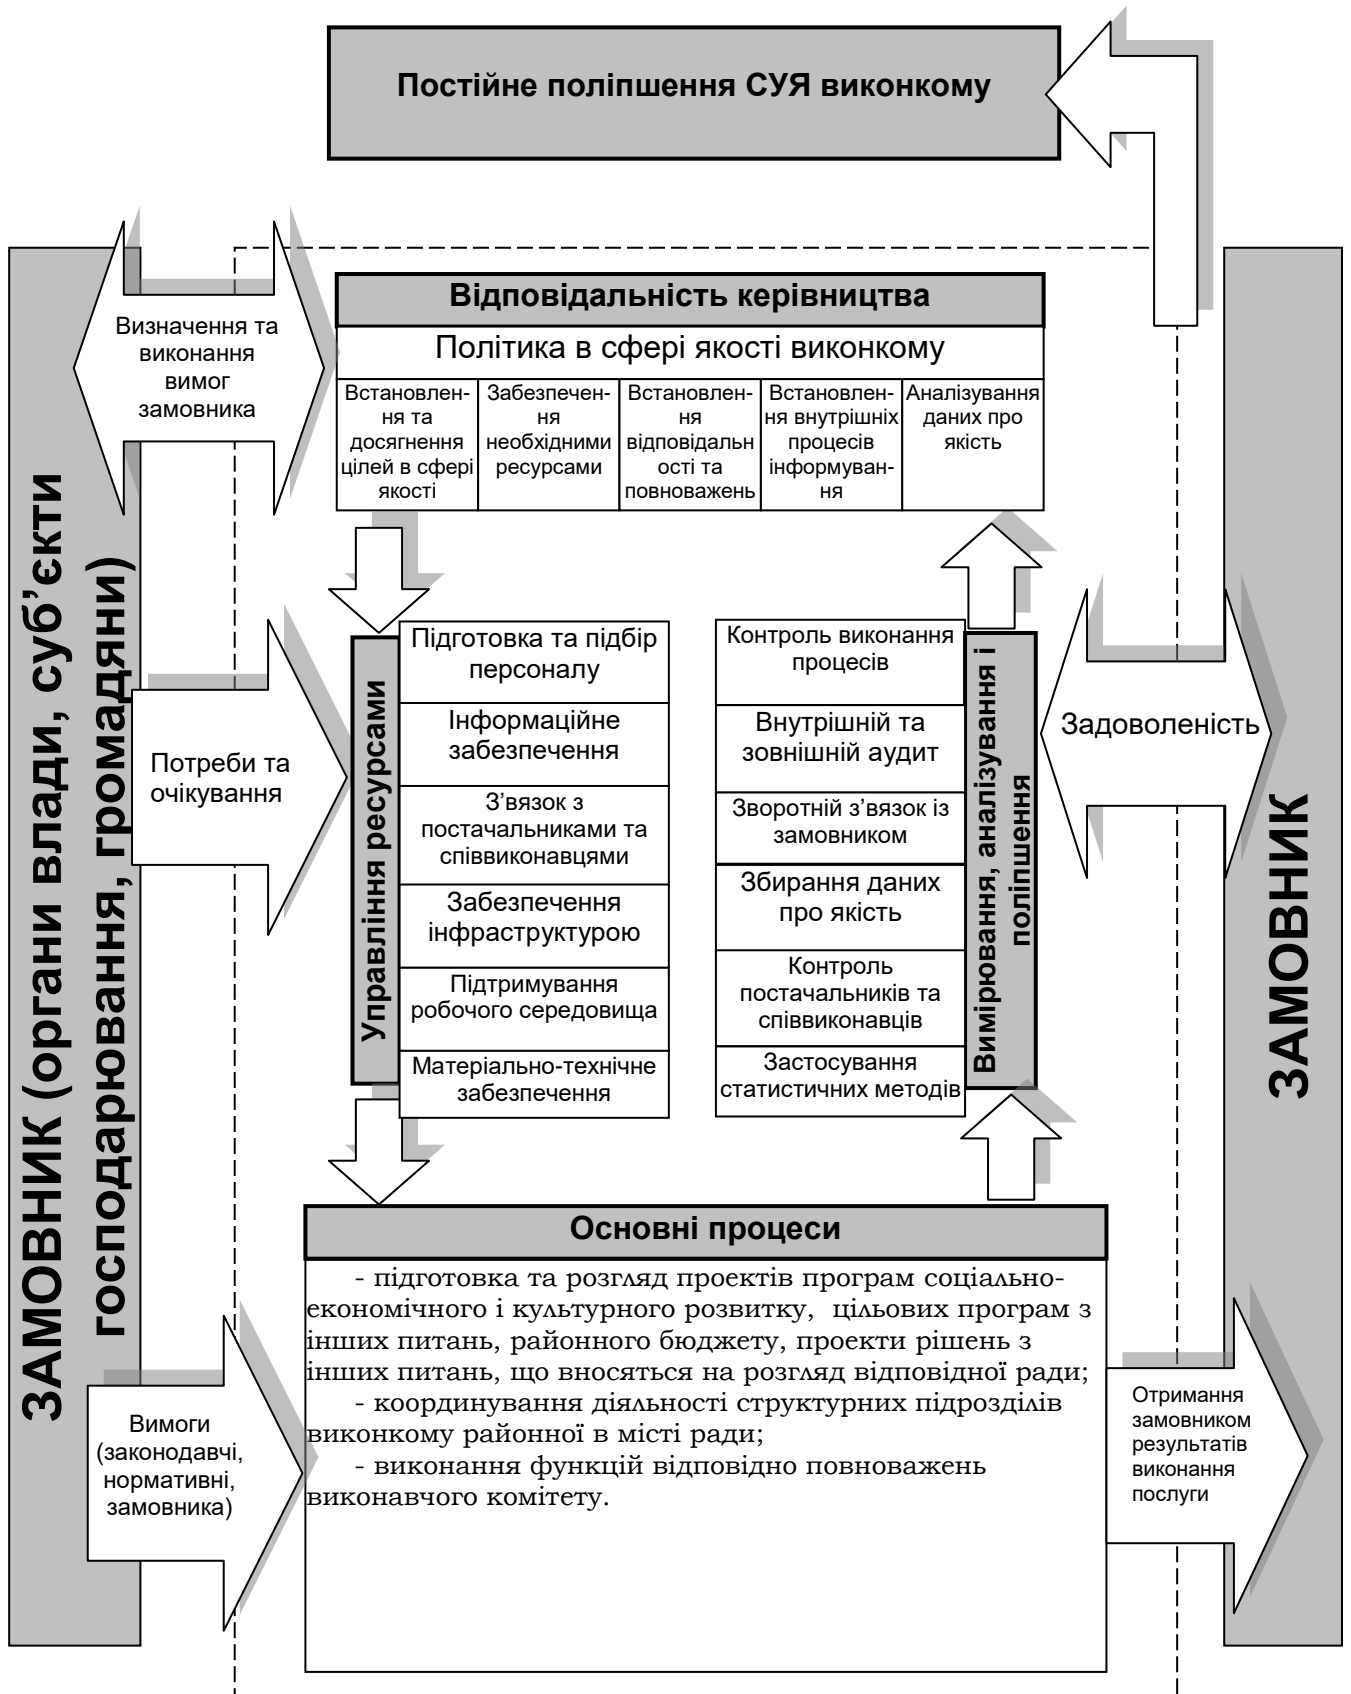 Постійне поліпшення СУЯ виконкому
ЗАМОВНИК (органи влади, суб’єкти
господарювання, громадяни)
Визначення та
виконання
вимог
замовника
Відповідальність керівництва
Політика в сфері якості виконкому
Встановлен-
ня та
досягнення
цілей в сфері
якості
Забезпечен-
ня
необхідними
ресурсами
Встановлен-
ня
відповідальн
ості та
повноважень
Встановлен-
ня внутрішніх
процесів
інформуван-
ня
Аналізування
даних про
якість
Потреби та
очікування
Управління ресурсами
Підготовка та підбір
персоналу
Інформаційне
забезпечення
З’вязок з
постачальниками та
співвиконавцями
Забезпечення
інфраструктурою
Підтримування
робочого середовища
Матеріально-технічне
забезпечення
Контроль виконання
процесів
Внутрішній та
зовнішній аудит
Зворотній з’вязок із
замовником
Збирання даних
про якість
Контроль
постачальників та
співвиконавців
Застосування
статистичних методів
Вимірювання, аналізування і
поліпшення
Задоволеність
ЗАМОВНИК
Вимоги
(законодавчі,
нормативні,
замовника)
Основні процеси
- підготовка та розгляд проектів програм соціально-
економічного і культурного розвитку, цільових програм з
інших питань, районного бюджету, проекти рішень з
інших питань, що вносяться на розгляд відповідної ради;
- координування діяльності структурних підрозділів
виконкому районної в місті ради;
- виконання функцій відповідно повноважень
виконавчого комітету.
Отримання
замовником
результатів
виконання
послуги